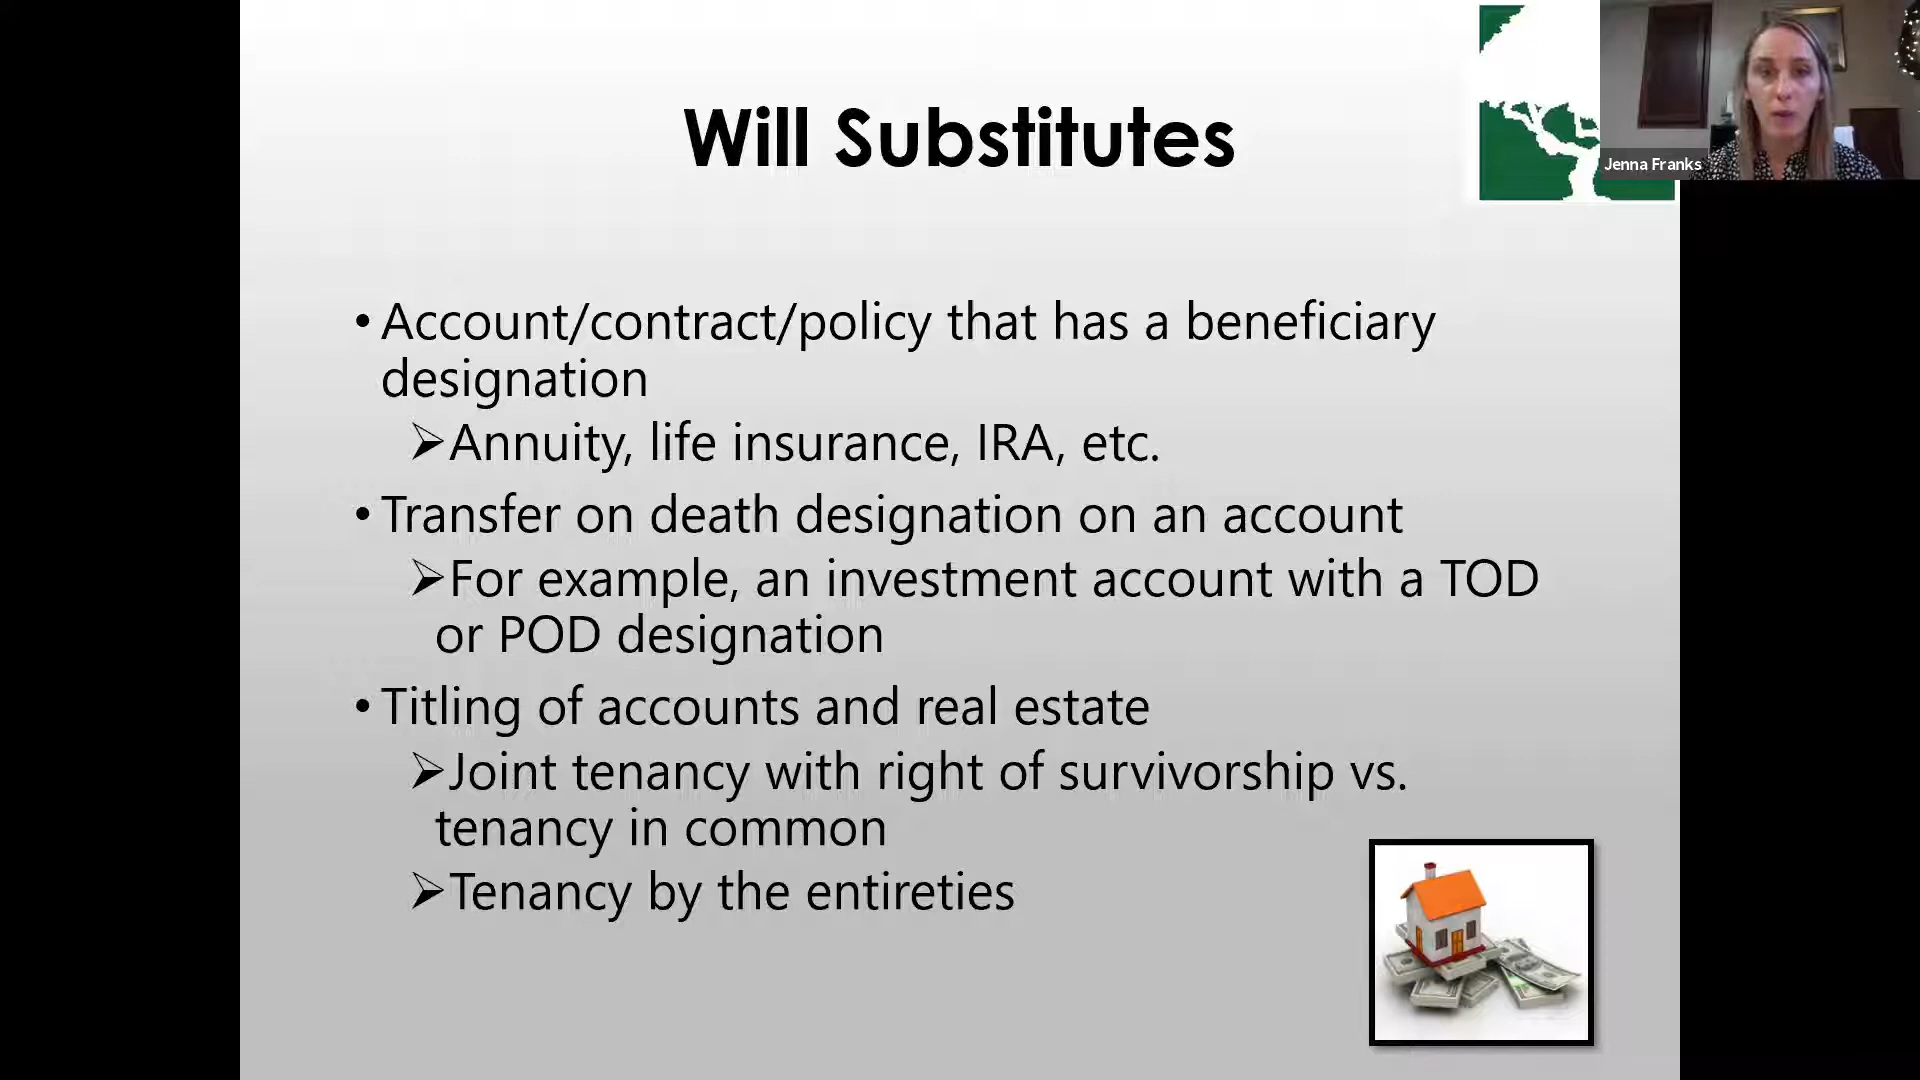 Will Substitutes
Jenna Franks
•Account/contract/policy that has a beneficiary
designation
➢Annuity, life insurance, IRA, etc.
•Transfer on death designation on an account
➢For example, an investment account with a TOD
or POD designation
•Titling of accounts and real estate
➢Joint tenancy with right of survivorship vs.
tenancy in common
➢Tenancy by the entireties